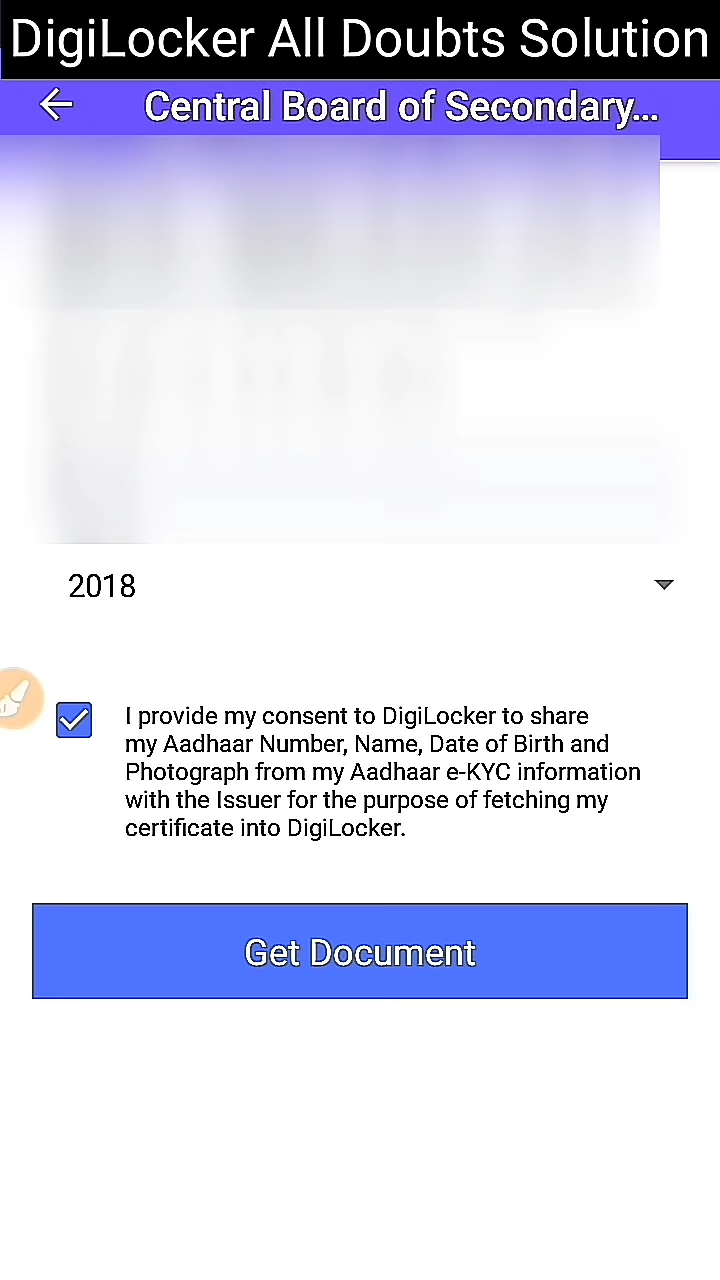 DigiLocker All Doubts Solution
Central Board of Secondary...
2018
I provide my consent to DigiLocker to share
my Aadhaar Number, Name, Date of Birth and
Photograph from my Aadhaar e-KYC information
with the Issuer for the purpose of fetching my
certificate into DigiLocker.
Get Document